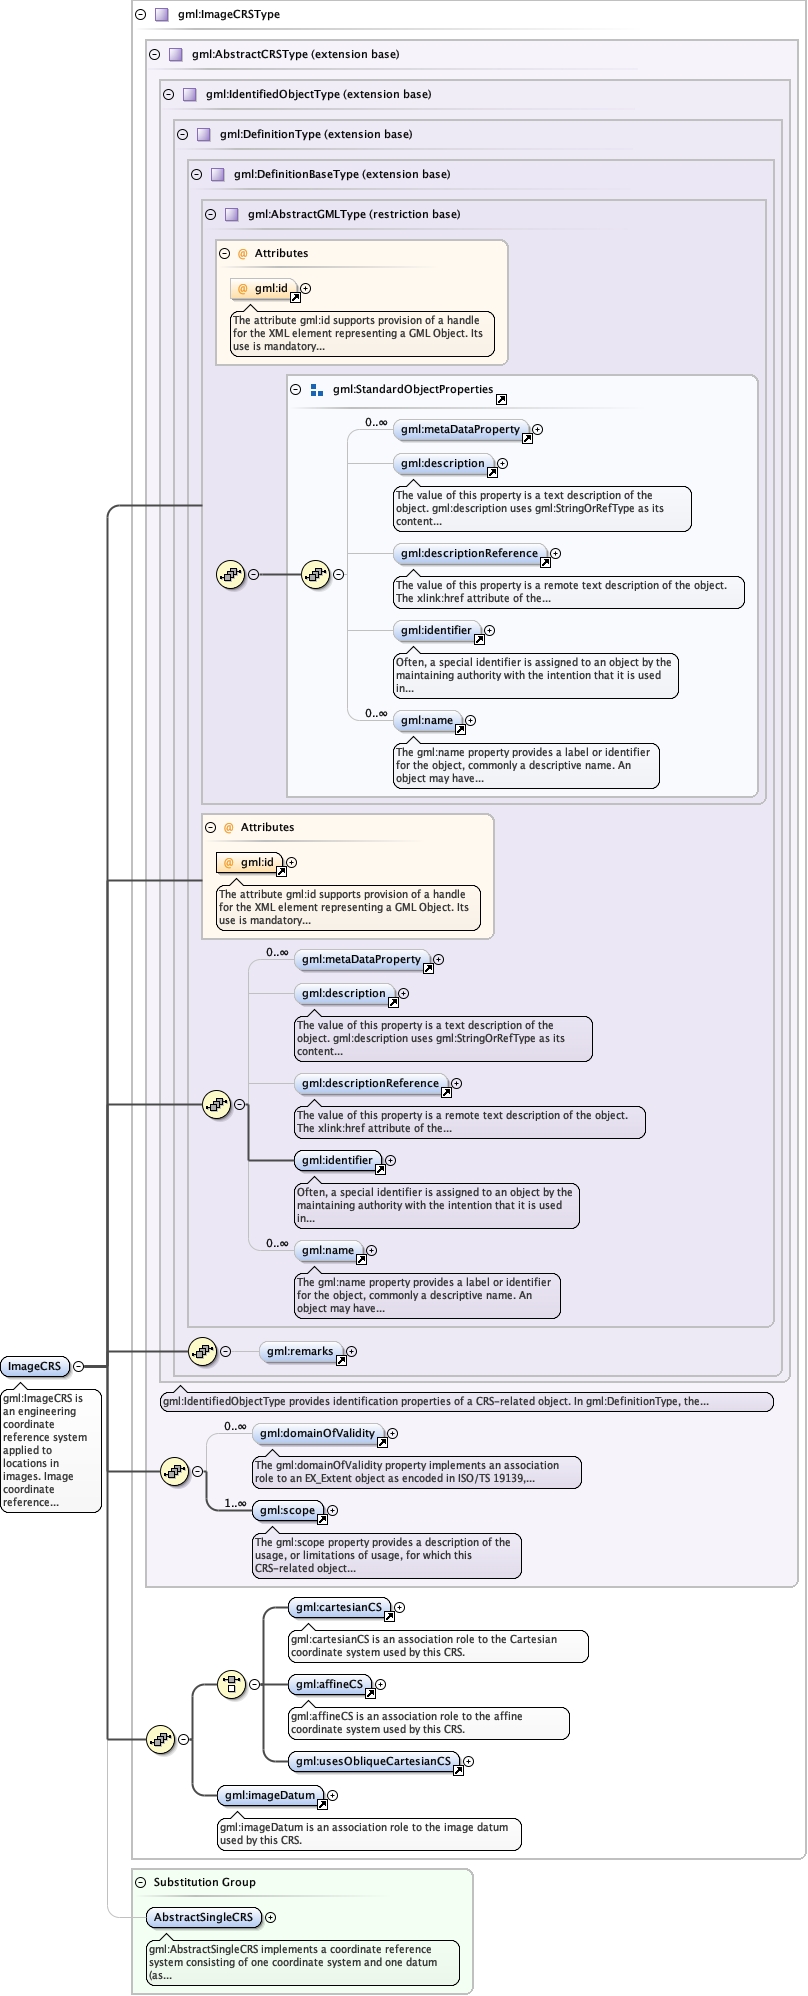 gml:ImageCRSType
gml:AbstractCRSType (extension base)
gml:IdentifiedObjectType (extension base)
gml:DefinitionType (extension base)
gml:DefinitionBaseType (extension base)
gml:AbstractGMLType (restriction base)
@ Attributes
@ gml:id
The attribute gml:id supports provision of a handle
for the XML element representing a GML Object. Its
use is mandatory...
gml:StandardObjectProperties
0..∞
gml:metaDataProperty
gml:description
The value of this property is a text description of the
object. gml:description uses gml:StringOrRefType as its
content...
gml:descriptionReference
The value of this property is a remote text description of the object.
The xlink:href attribute of the...
gml:identifier
Often, a special identifier is assigned to an object by the
maintaining authority with the intention that it is used
in...
0..∞
gml:name
The gml:name property provides a label or identifier
for the object, commonly a descriptive name. An
object may have...
@ Attributes
@ gml:id
The attribute gml:id supports provision of a handle
for the XML element representing a GML Object. Its
use is mandatory...
0..∞
gml:metaDataProperty
gml:description
The value of this property is a text description of the
object. gml:description uses gml:StringOrRefType as its
content...
gml:descriptionReference
The value of this property is a remote text description of the object.
The xlink:href attribute of the...
gml:identifier
Often, a special identifier is assigned to an object by the
maintaining authority with the intention that it is used
in...
0..∞
gml:name
The gml:name property provides a label or identifier
for the object, commonly a descriptive name. An
object may have...
gml:remarks
ImageCRS
gml:ImageCRS is
an engineering
coordinate
reference system
applied to
locations in
images. Image
coordinate
reference...
gml:IdentifiedObjectType provides identification properties of a CRS-related object. In gml:DefinitionType, the...
0..∞
gml:domainOfValidity
The gml:domainOfValidity property implements an association
role to an EX_Extent object as encoded in ISO/TS 19139,...
1..∞
gml:scope
The gml:scope property provides a description of the
usage, or limitations of usage, for which this
CRS-related object...
gml:cartesianCS
gml:cartesianCS is an association role to the Cartesian
coordinate system used by this CRS.
gml:affineCS
gml:affineCS is an association role to the affine
coordinate system used by this CRS.
gml:usesObliqueCartesianCS
gml:imageDatum
gml:imageDatum is an association role to the image datum
used by this CRS.
Substitution Group
AbstractSingleCRS
gml:AbstractSingleCRS implements a coordinate reference
system consisting of one coordinate system and one datum
(as...